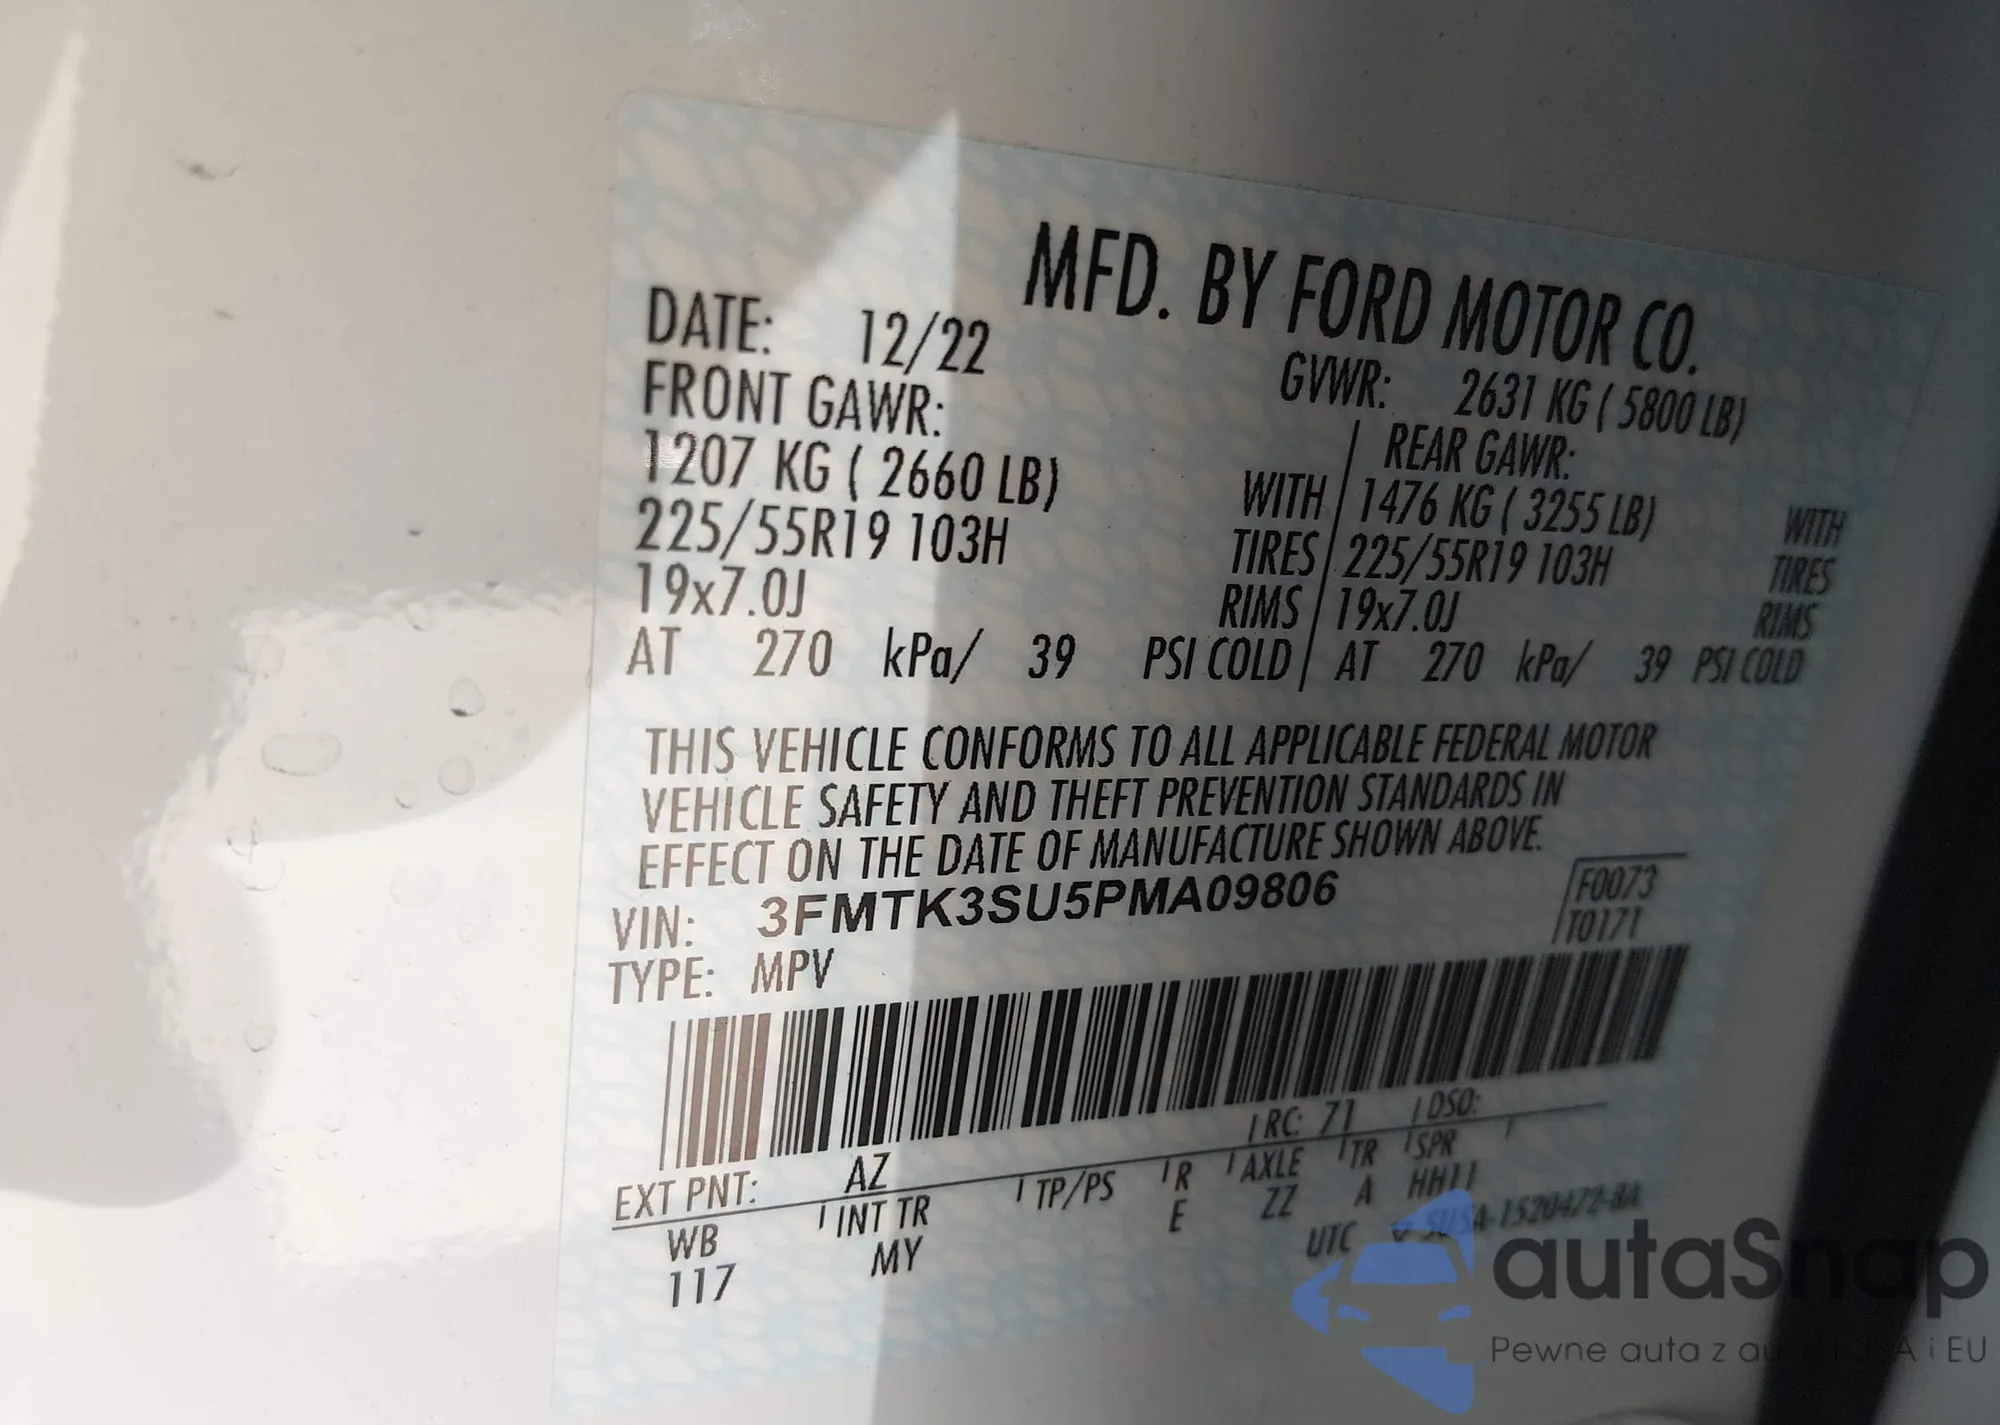 MFD. BY FORD MOTOR CO.
DATE: 12/22 GVWR: 2631 KG ( 5800 LB)
FRONT GAWR: REAR GAWR:
1207 KG ( 2660 LB) WITH 1476 KG ( 3255 LB) WITH
225/55R19 103H TIRES 225/55R19 103H TIRES
19x7.0J RIMS 19x7.0J RIMS
AT 270 kPa/ 39 PSI COLD AT 270 kPa/ 39 PSI COLD
THIS VEHICLE CONFORMS TO ALL APPLICABLE FEDERAL MOTOR
VEHICLE SAFETY AND THEFT PREVENTION STANDARDS IN
EFFECT ON THE DATE OF MANUFACTURE SHOWN ABOVE.
VIN: 3FMTK3SU5PMA09806 F0073
TYPE: MPV T0171
RC: 71 DSO:
EXT PNT: AZ
WB INT TR TP/PS R AXLE TR SPR
117 MY E ZZ A HH11
UTC
autaSnap
Pewne auta z i EU